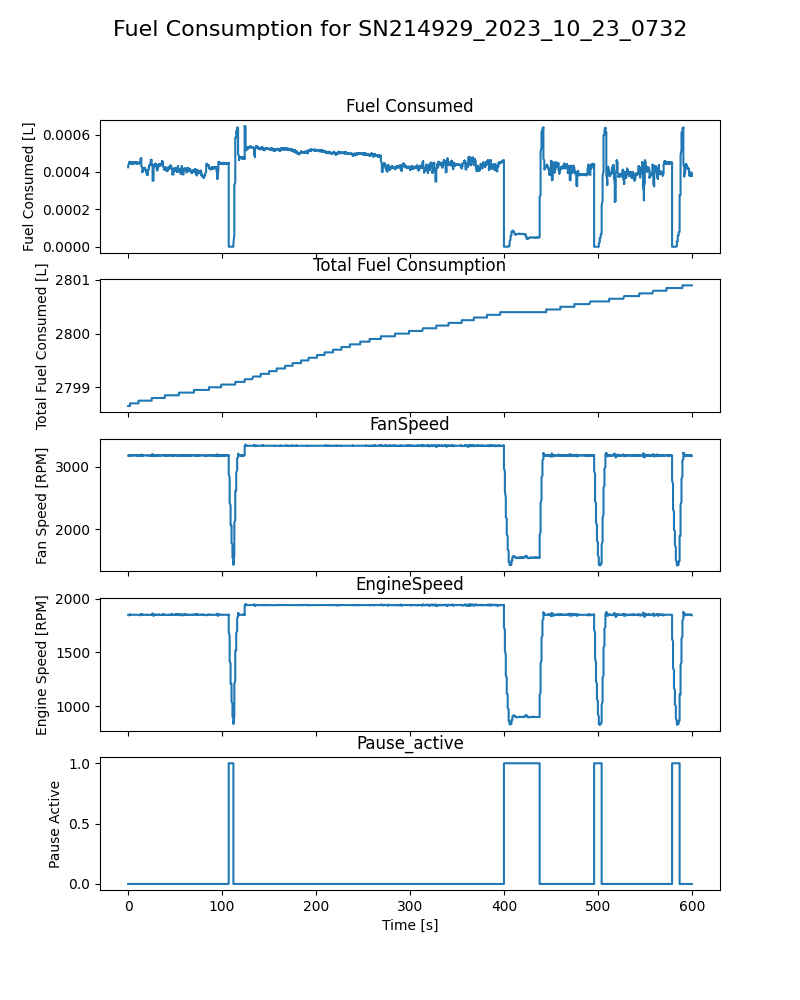 Fuel Consumption for SN214929_2023_10_23_0732
Fuel Consumed
Fuel Consumed [L]
0.0006
0.0004
0.0002
0.0000
Total Fuel Consumption
Total Fuel Consumed [L]
2801
2800
2799
FanSpeed
Fan Speed [RPM]
3000
2000
EngineSpeed
Engine Speed [RPM]
2000
1500
1000
Pause_active
Pause Active
1.0
0.5
0.0
0 100 200 300 400 500 600
Time [s]